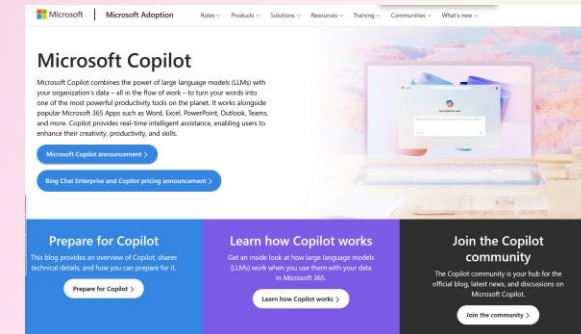 Microsoft | Microsoft Adoption
Roles Products Solutions Resources Training Communities What's new
Microsoft Copilot
Microsoft Copilot combines the power of large language models (LLMs) with
your organization's data – all in the flow of work – to turn your words into
one of the most powerful productivity tools on the planet. It works alongside
popular Microsoft 365 Apps such as Word, Excel, PowerPoint, Outlook, Teams,
and more. Copilot provides real-time intelligent assistance, enabling users to
enhance their creativity, productivity, and skills.
Microsoft Copilot announcement >
Bing Chat Enterprise and Copilot pricing announcement >
Prepare for Copilot
This blog provides an overview of Copilot, shares
technical details, and how you can prepare for it.
Prepare for Copilot >
Learn how Copilot works
Get an inside look at how large language models
(LLMs) work when you use them with your data
in Microsoft 365.
Learn how Copilot works >
Join the Copilot
community
The Copilot community is your hub for the
official blog, latest news, and discussions on
Microsoft Copilot.
Join the community >